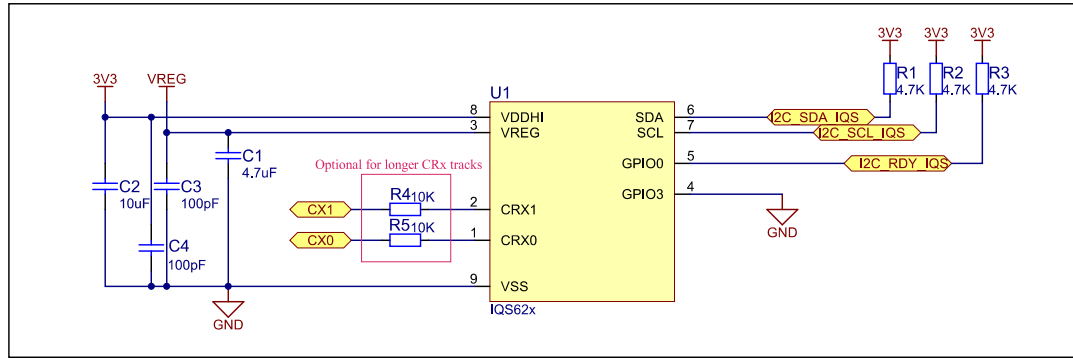 3V3 3V3 3V3
3V3 VREG
R1 R2 R3
4.7K 4.7K 4.7K
U1
8 VDDHI SDA 6 I2C_SDA_IQS
3 VREG SCL 7 I2C_SCL_IQS
C1
4.7uF
Optional for longer CRx tracks
GPIO0 5 I2C_RDY_IQS
C2
10uF
C3
100pF
GPIO3 4
CX1 R4 10K 2 CRX1
CX0 R5 10K 1 CRX0
GND
C4
100pF
9 VSS
IQS62x
GND